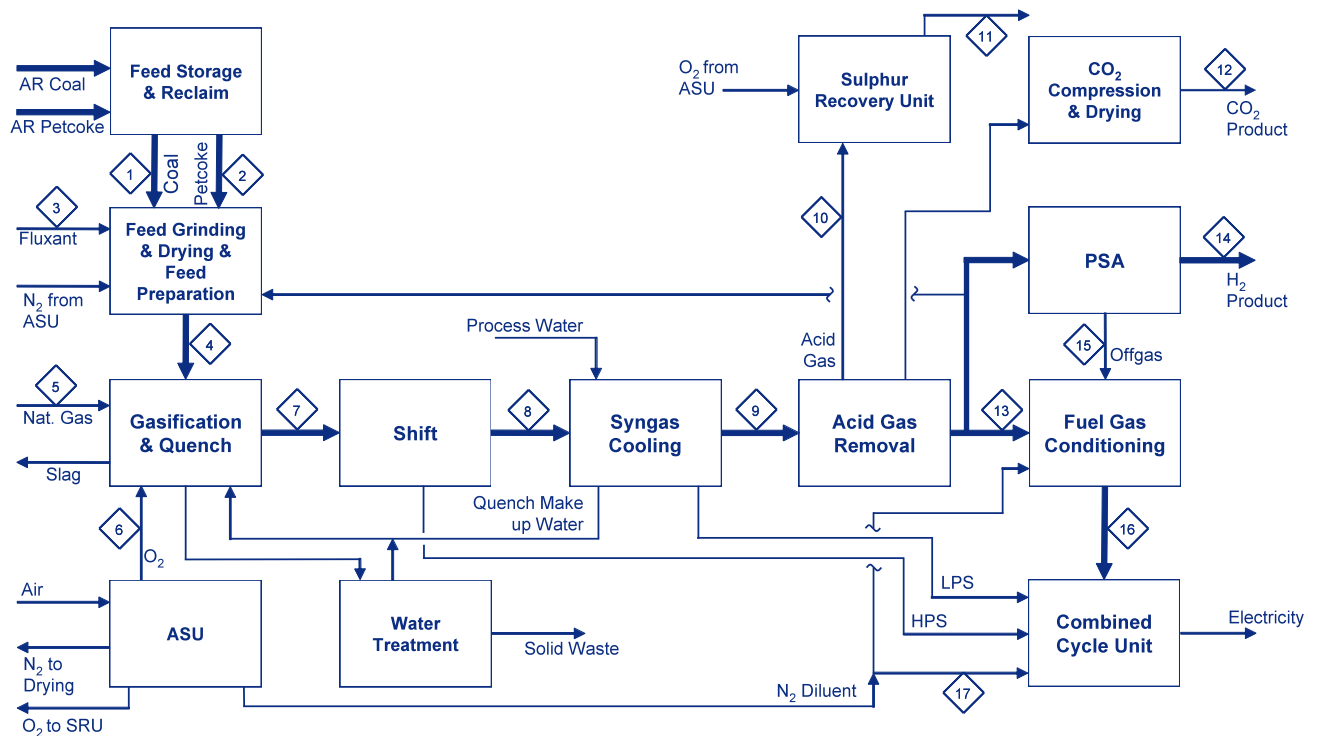 Feed Storage
& Reclaim
AR Coal
AR Petcoke
1
Coal
Petcoke
2
3
Fluxant
Feed Grinding
& Drying &
Feed
Preparation
N2 from
ASU
4
5
Nat. Gas
Gasification
& Quench
Slag
6
O2
Air
ASU
N2 to
Drying
O2 to SRU
7
Shift
8
Process Water
Syngas
Cooling
Quench Make
up Water
Water
Treatment
Solid Waste
9
Acid Gas
Removal
Acid
Gas
10
O2 from
ASU
Sulphur
Recovery Unit
11
CO2
Compression
& Drying
12
CO2
Product
PSA
14
H2
Product
15
Offgas
13
Fuel Gas
Conditioning
16
LPS
HPS
N2 Diluent
17
Combined
Cycle Unit
Electricity